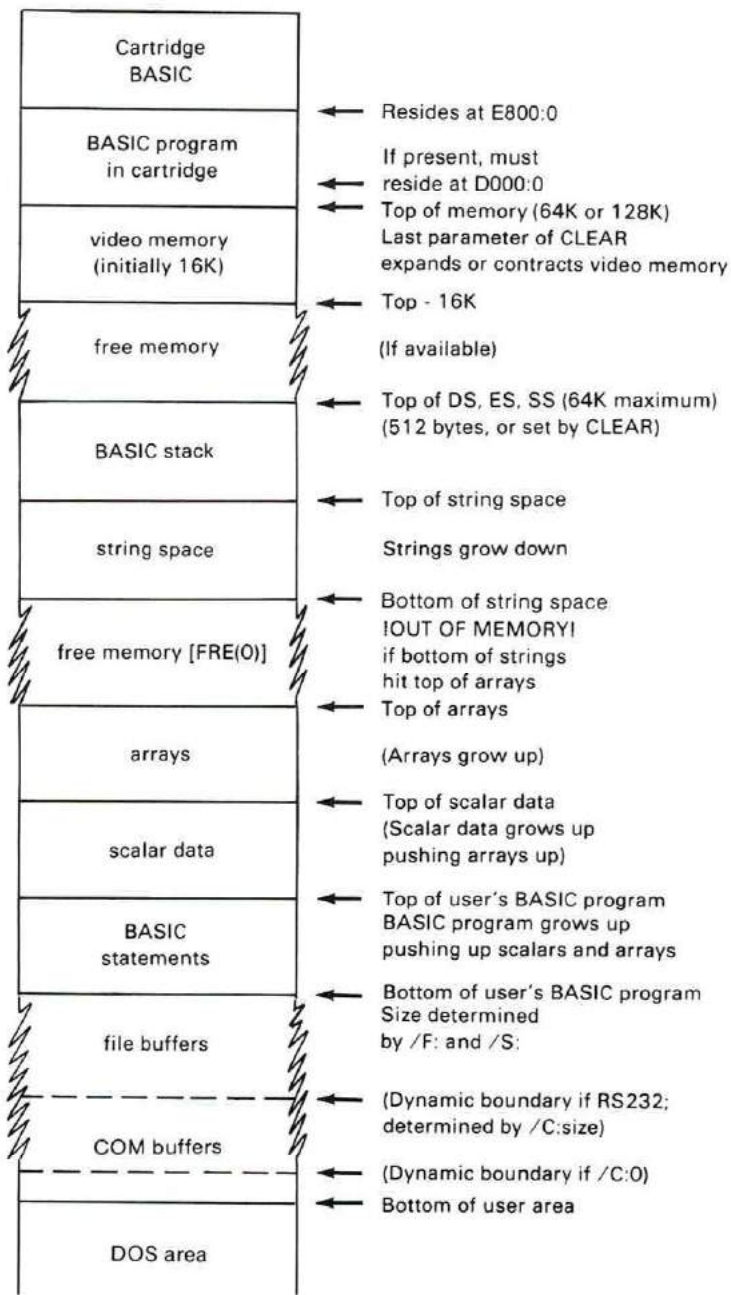 Cartridge
BASIC
Resides at E800:0
BASIC program
in cartridge
If present, must
reside at D000:0
Top of memory (64K or 128K)
video memory
(initially 16K)
Last parameter of CLEAR
expands or contracts video memory
Top - 16K
free memory
(If available)
Top of DS, ES, SS (64K maximum)
(512 bytes, or set by CLEAR)
BASIC stack
Top of string space
string space
Strings grow down
Bottom of string space
!OUT OF MEMORY!
if bottom of strings
hit top of arrays
free memory [FRE(0)]
Top of arrays
arrays
(Arrays grow up)
Top of scalar data
(Scalar data grows up
pushing arrays up)
scalar data
Top of user's BASIC program
BASIC program grows up
pushing up scalars and arrays
BASIC
statements
Bottom of user's BASIC program
Size determined
by /F: and /S:
file buffers
(Dynamic boundary if RS232;
determined by /C:size)
COM buffers
(Dynamic boundary if /C:0)
Bottom of user area
DOS area